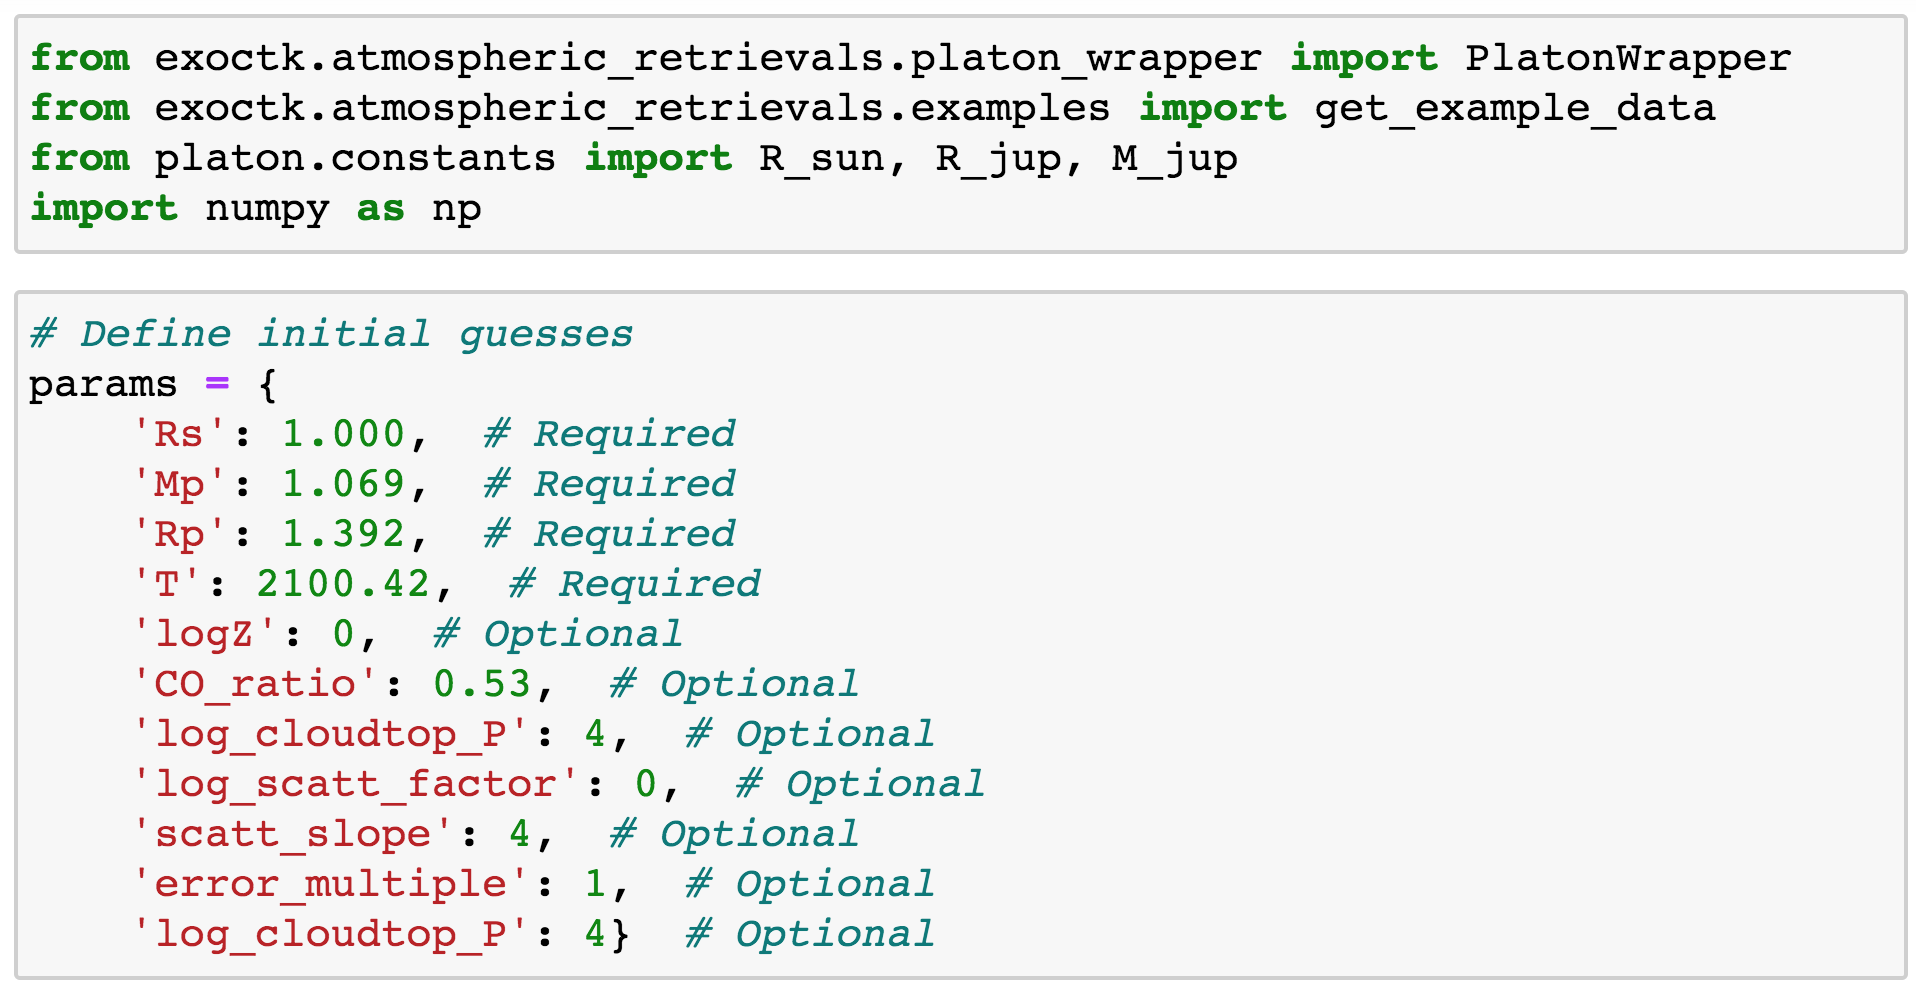 from exoctk.atmospheric_retrievals.platon_wrapper import PlatonWrapper
from exoctk.atmospheric_retrievals.examples import get_example_data
from platon.constants import R_sun, R_jup, M_jup
import numpy as np
# Define initial guesses
params = {
    'Rs': 1.000,  # Required
    'Mp': 1.069,  # Required
    'Rp': 1.392,  # Required
    'T': 2100.42,  # Required
    'logZ': 0,  # Optional
    'CO_ratio': 0.53,  # Optional
    'log_cloudtop_P': 4,  # Optional
    'log_scatt_factor': 0,  # Optional
    'scatt_slope': 4,  # Optional
    'error_multiple': 1,  # Optional
    'log_cloudtop_P': 4}  # Optional